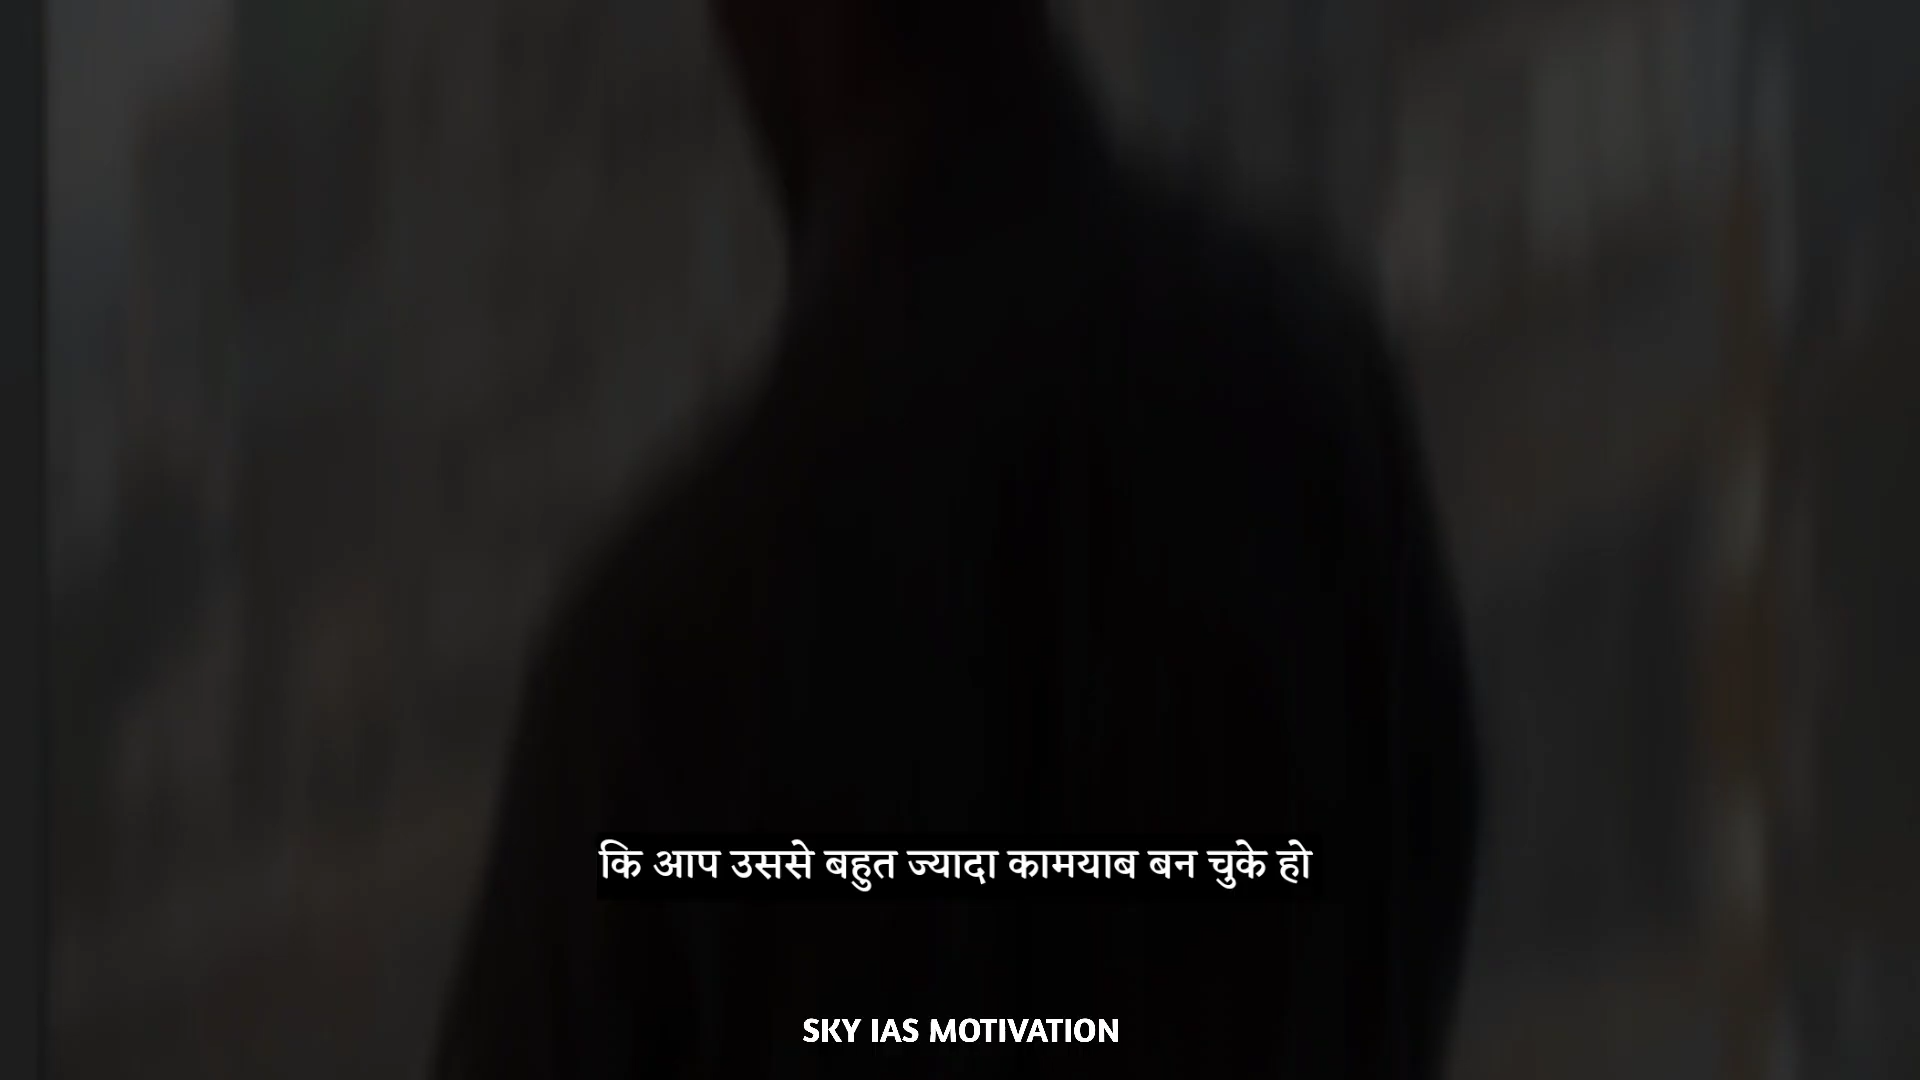 कि आप उससे बहुत ज्यादा कामयाब बन चुके हो
SKY IAS MOTIVATION